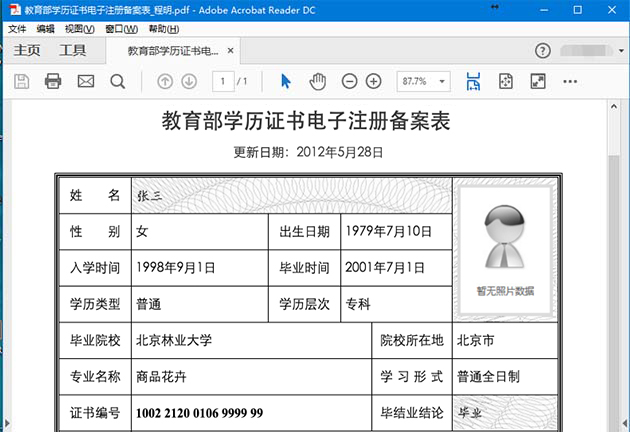 教育部学历证书电子注册备案表_程明.pdf - Adobe Acrobat Reader DC
文件 编辑 视图(V) 窗口(W) 帮助(H)
主页 工具 教育部学历证书电... ×
1 / 1 87.7%
教育部学历证书电子注册备案表
更新日期：2012年5月28日
姓 名 张三
性 别 女 出生日期 1979年7月10日
入学时间 1998年9月1日 毕业时间 2001年7月1日
暂无照片数据
学历类型 普通 学历层次 专科
毕业院校 北京林业大学 院校所在地 北京市
专业名称 商品花卉 学 习 形 式 普通全日制
证书编号 1002 2120 0106 9999 99 毕结业结论 毕业